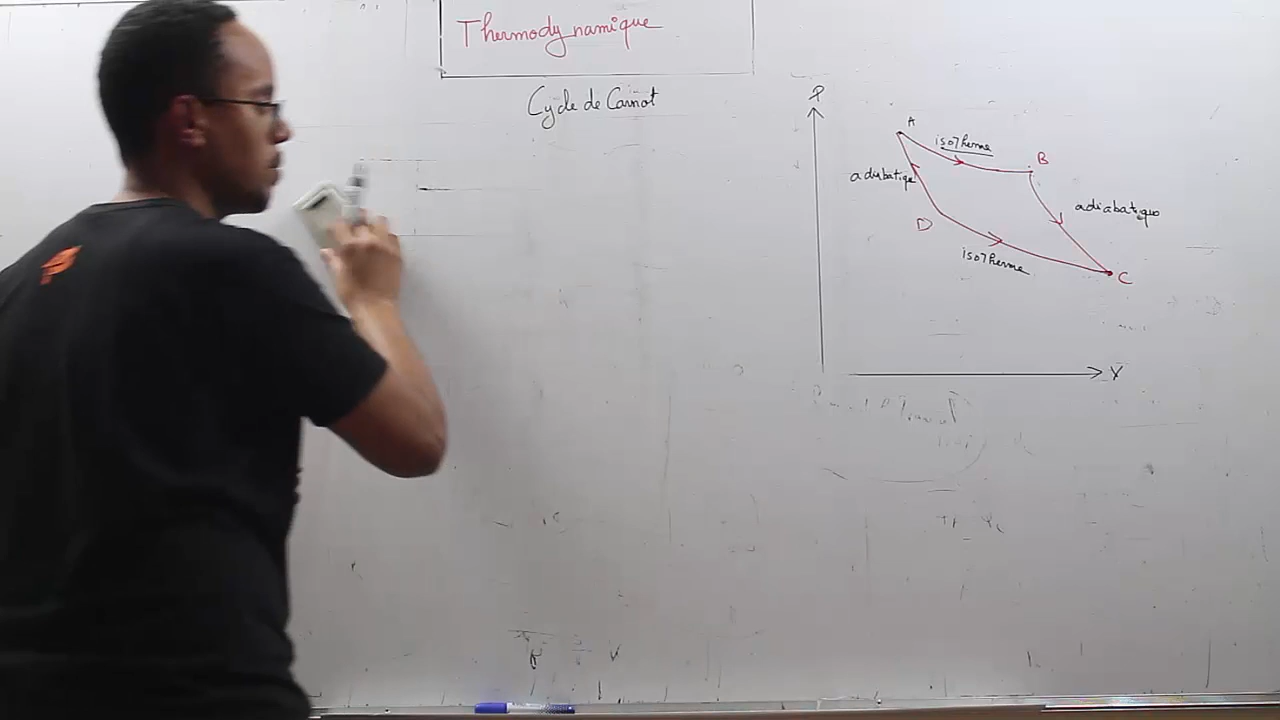 Thermodynamique
Cycle de Carnot
P
A
isotherme
B
adiabatique
adiabatique
D
isotherme
C
V